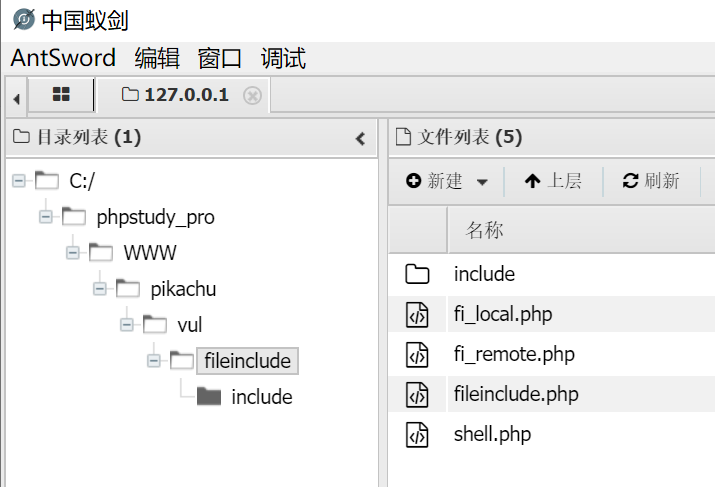 中国蚁剑
AntSword 编辑 窗口 调试
127.0.0.1
目录列表 (1)
C:/
phpstudy_pro
WWW
pikachu
vul
fileinclude
include
文件列表 (5)
新建 上层 刷新
名称
include
fi_local.php
fi_remote.php
fileinclude.php
shell.php